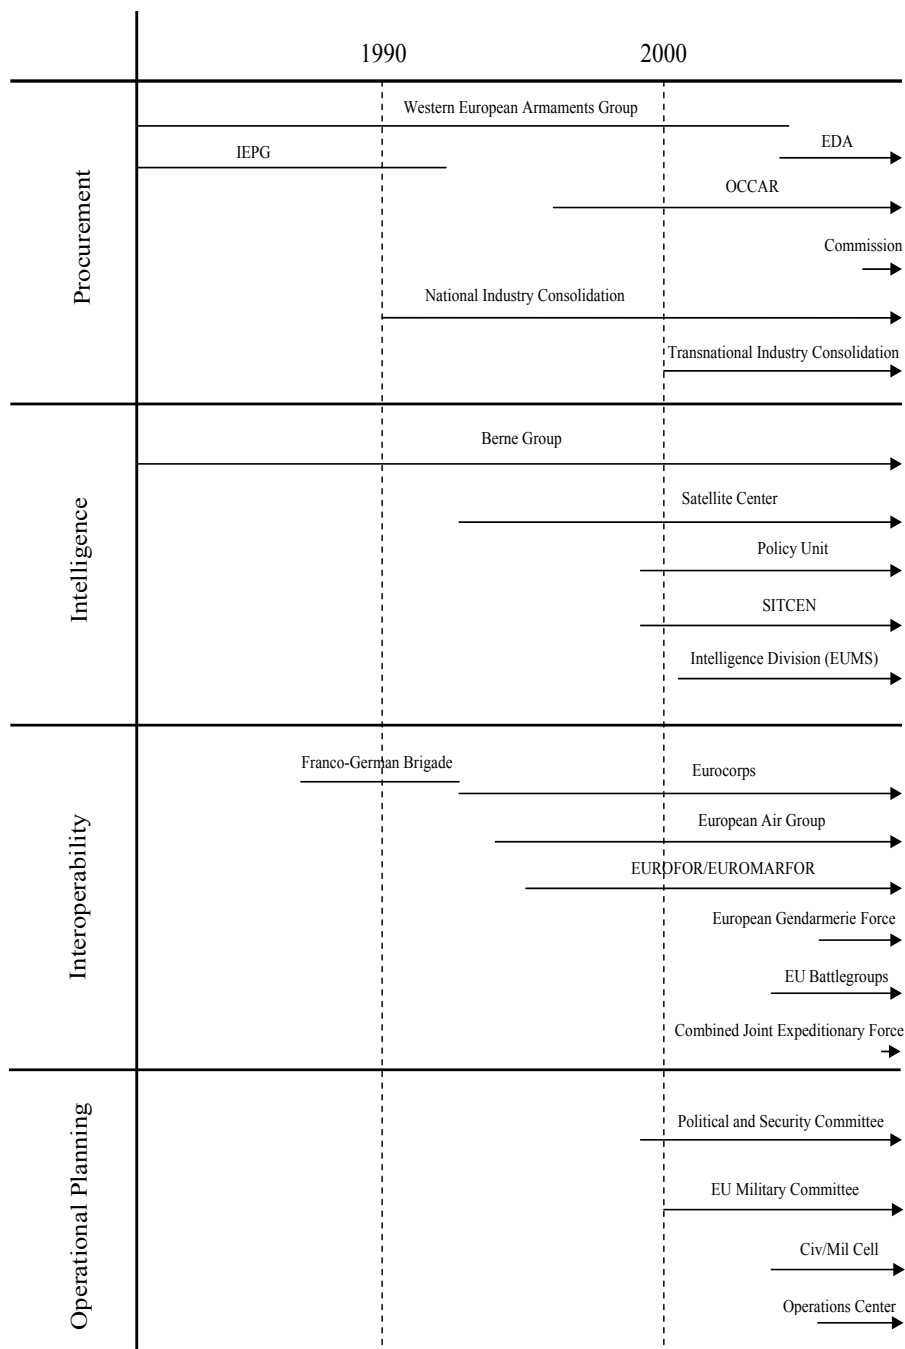 1990
2000
Procurement
Western European Armaments Group
EDA
IEPG
OCCAR
Commission
National Industry Consolidation
Transnational Industry Consolidation
Intelligence
Berne Group
Satellite Center
Policy Unit
SITCEN
Intelligence Division (EUMS)
Interoperability
Franco-German Brigade
Eurocorps
European Air Group
EUROFOR/EUROMARFOR
European Gendarmerie Force
EU Battlegroups
Combined Joint Expeditionary Force
Operational Planning
Political and Security Committee
EU Military Committee
Civ/Mil Cell
Operations Center